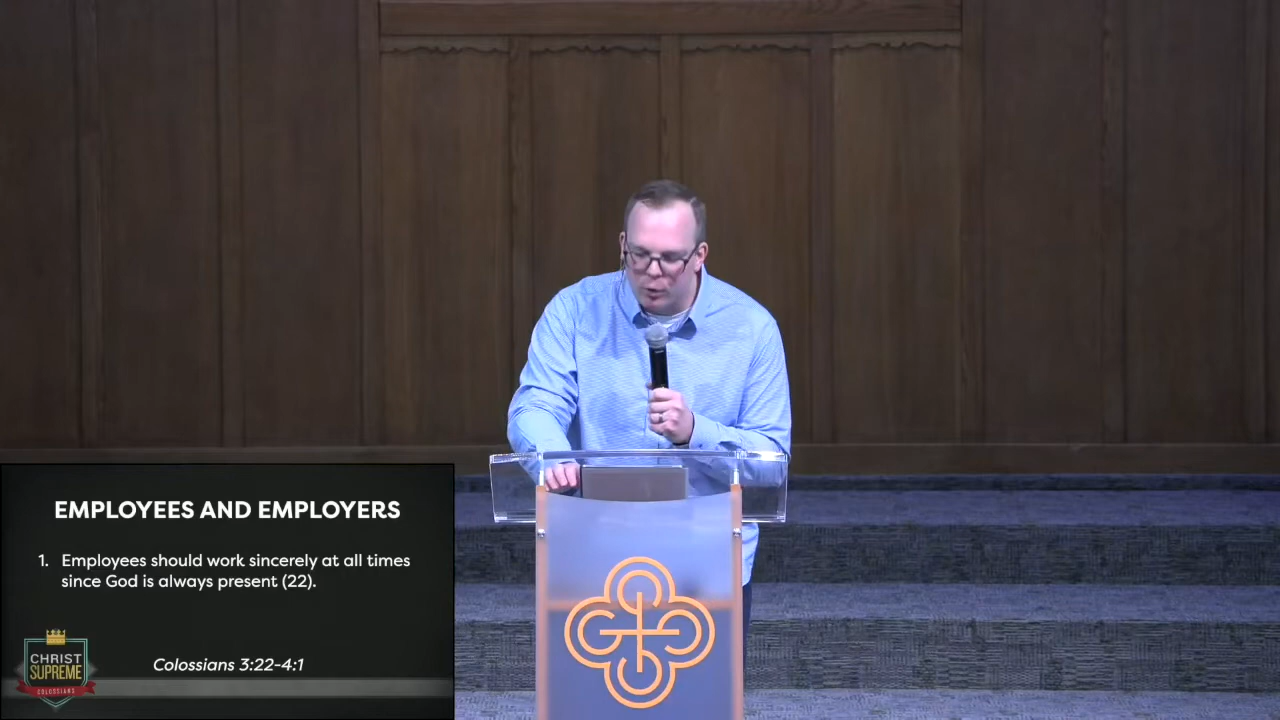 EMPLOYEES AND EMPLOYERS
1. Employees should work sincerely at all times
since God is always present (22).
Colossians 3:22-4:1
CHRIST
SUPREME
COLOSSIANS